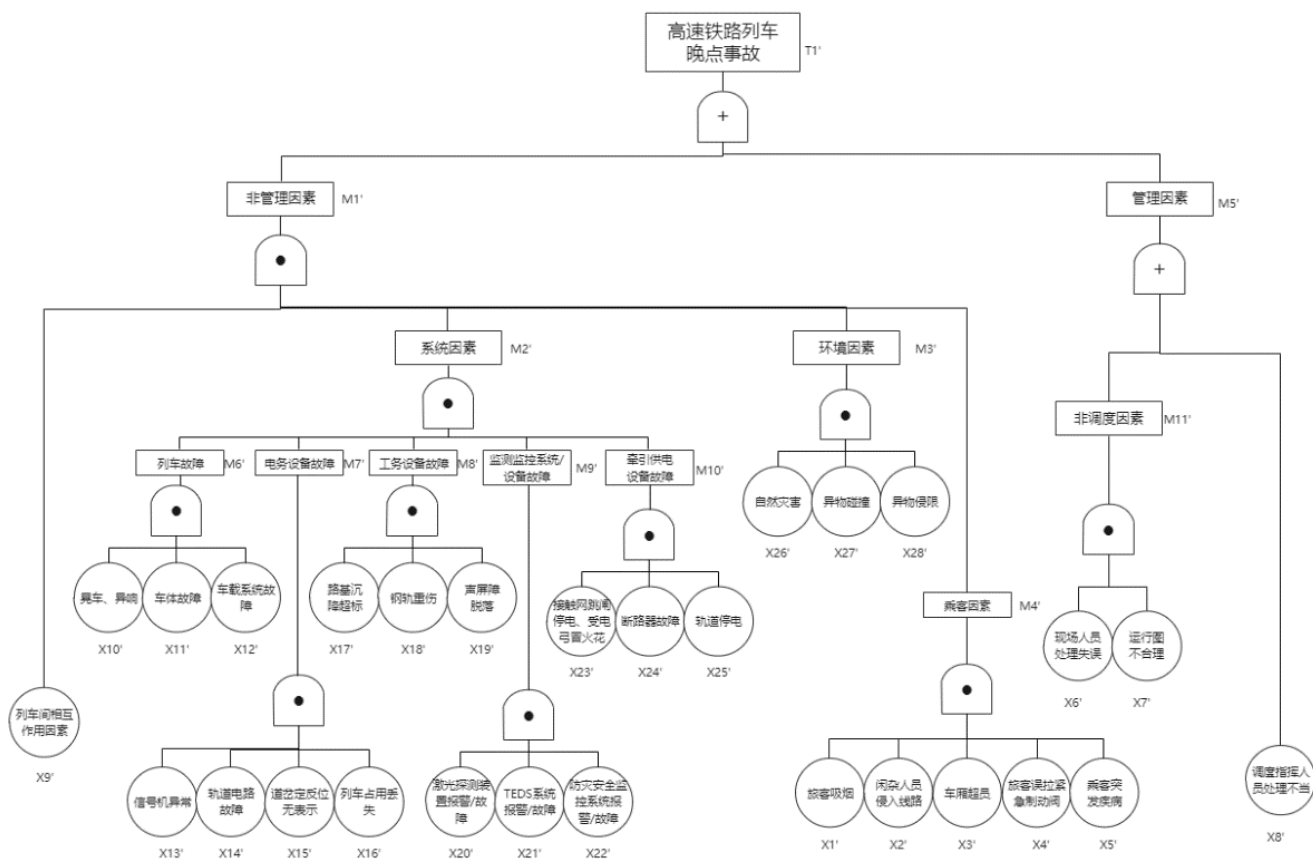 高速铁路列车
晚点事故
T1'
+
非管理因素
M1'
管理因素
M5'
+
系统因素
M2'
环境因素
M3'
非调度因素
M11'
列车故障
M6'
电务设备故障
M7'
工务设备故障
M8'
监测监控系统/
设备故障
M9'
牵引供电
设备故障
M10'
自然灾害
X26'
异物碰撞
X27'
异物侵限
X28'
晃车、异响
X10'
车体故障
X11'
车载系统故
障
X12'
路基沉
降超标
X17'
钢轨重伤
X18'
声屏障
脱落
X19'
接触网跳闸
停电、受电
弓冒火花
X23'
断路器故障
X24'
轨道停电
X25'
乘客因素
M4'
现场人员
处理失误
X6'
运行图
不合理
X7'
列车间相互
作用因素
X9'
信号机异常
X13'
轨道电路
故障
X14'
道岔定反位
无表示
X15'
列车占用丢
失
X16'
激光探测装
置报警/故
障
X20'
TEDS系统
报警/故障
X21'
防灾安全监
控系统报
警/故障
X22'
旅客吸烟
X1'
闲杂人员
侵入线路
X2'
车厢超员
X3'
旅客误拉紧
急制动阀
X4'
乘客突
发疾病
X5'
调度指挥人
员处理不当
X8'